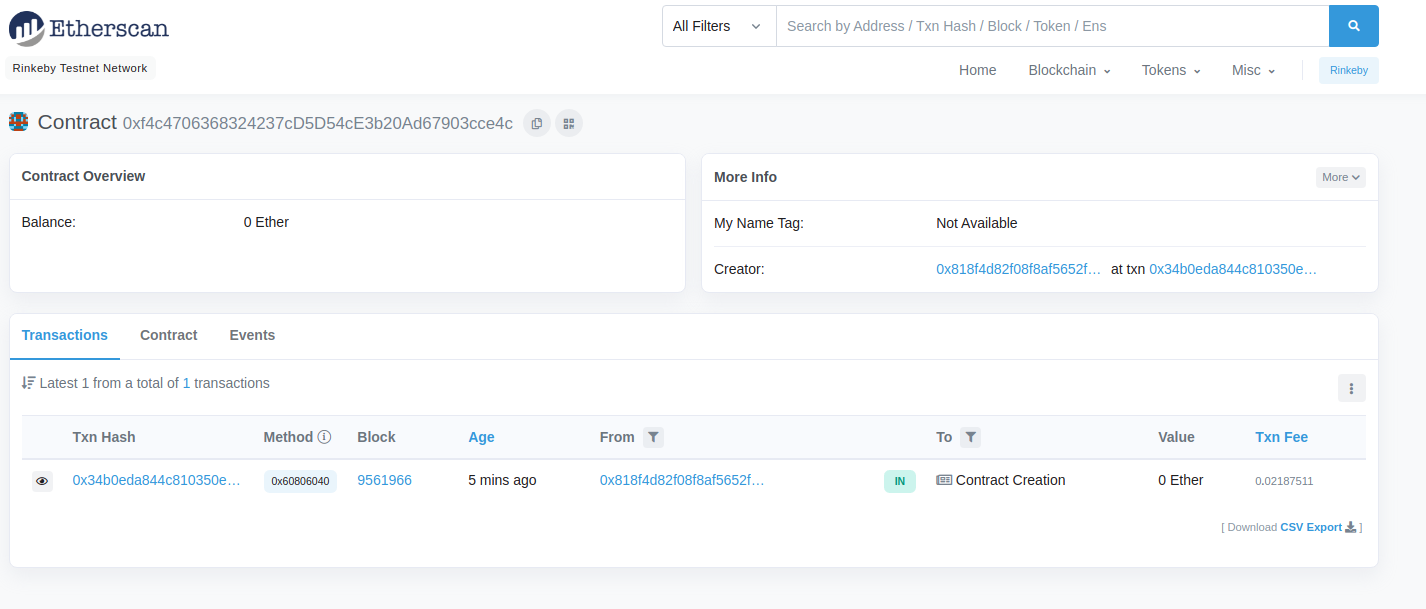 Etherscan
All Filters Search by Address / Txn Hash / Block / Token / Ens
Rinkeby Testnet Network
Home Blockchain Tokens Misc Rinkeby
Contract 0xf4c4706368324237cD5D54cE3b20Ad67903cce4c
Contract Overview
Balance: 0 Ether
More Info More
My Name Tag: Not Available
Creator: 0x818f4d82f08f8af5652f… at txn 0x34b0eda844c810350e…
Transactions Contract Events
Latest 1 from a total of 1 transactions
Txn Hash Method Block Age From To Value Txn Fee
0x34b0eda844c810350e… 0x60806040 9561966 5 mins ago 0x818f4d82f08f8af5652f… IN Contract Creation 0 Ether 0.02187511
[ Download CSV Export ]